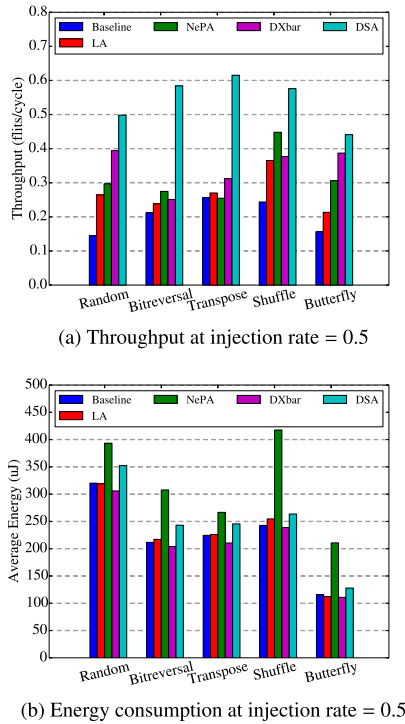 0.8
0.7
0.6
0.5
0.4
0.3
0.2
0.1
0.0
Throughput (flits/cycle)
Baseline NePA DXbar DSA
LA
Random Bitreversal Transpose Shuffle Butterfly
(a) Throughput at injection rate = 0.5
500
450
400
350
300
250
200
150
100
50
0
Average Energy (uJ)
Baseline NePA DXbar DSA
LA
Random Bitreversal Transpose Shuffle Butterfly
(b) Energy consumption at injection rate = 0.5